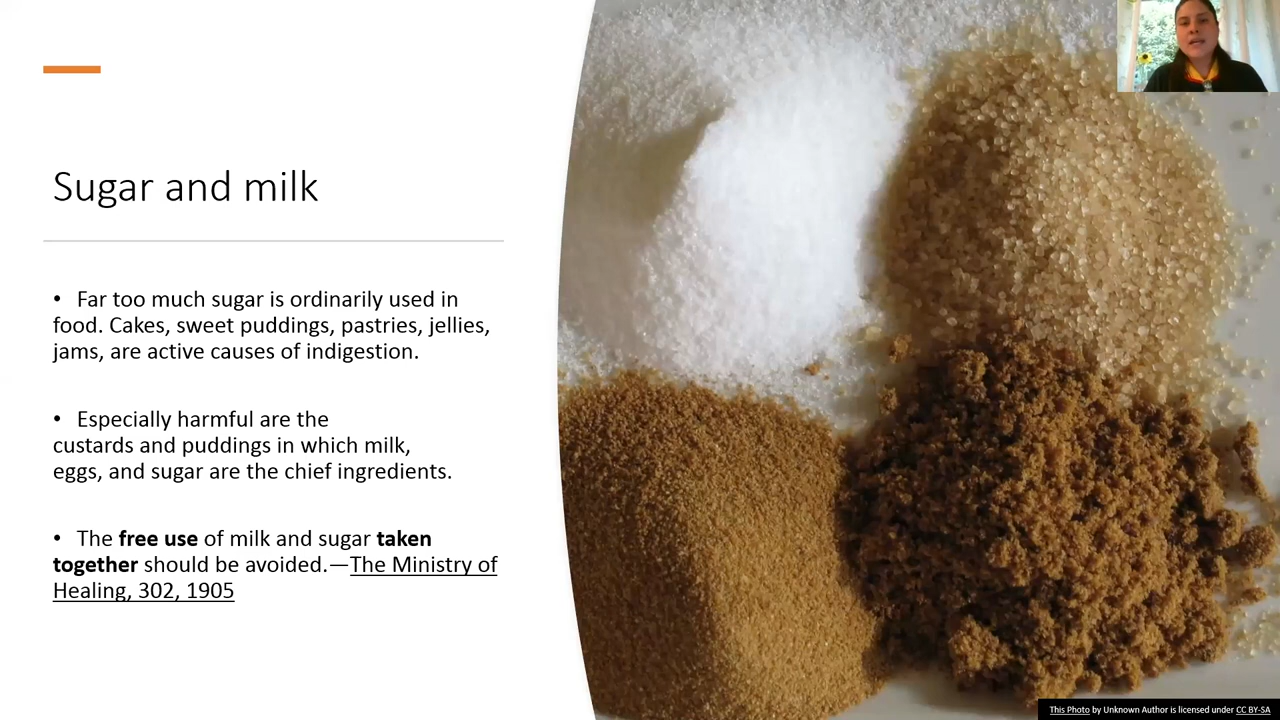 Sugar and milk
• Far too much sugar is ordinarily used in
food. Cakes, sweet puddings, pastries, jellies,
jams, are active causes of indigestion.
• Especially harmful are the
custards and puddings in which milk,
eggs, and sugar are the chief ingredients.
• The free use of milk and sugar taken
together should be avoided.—The Ministry of
Healing, 302, 1905
This Photo by Unknown Author is licensed under CC BY-SA